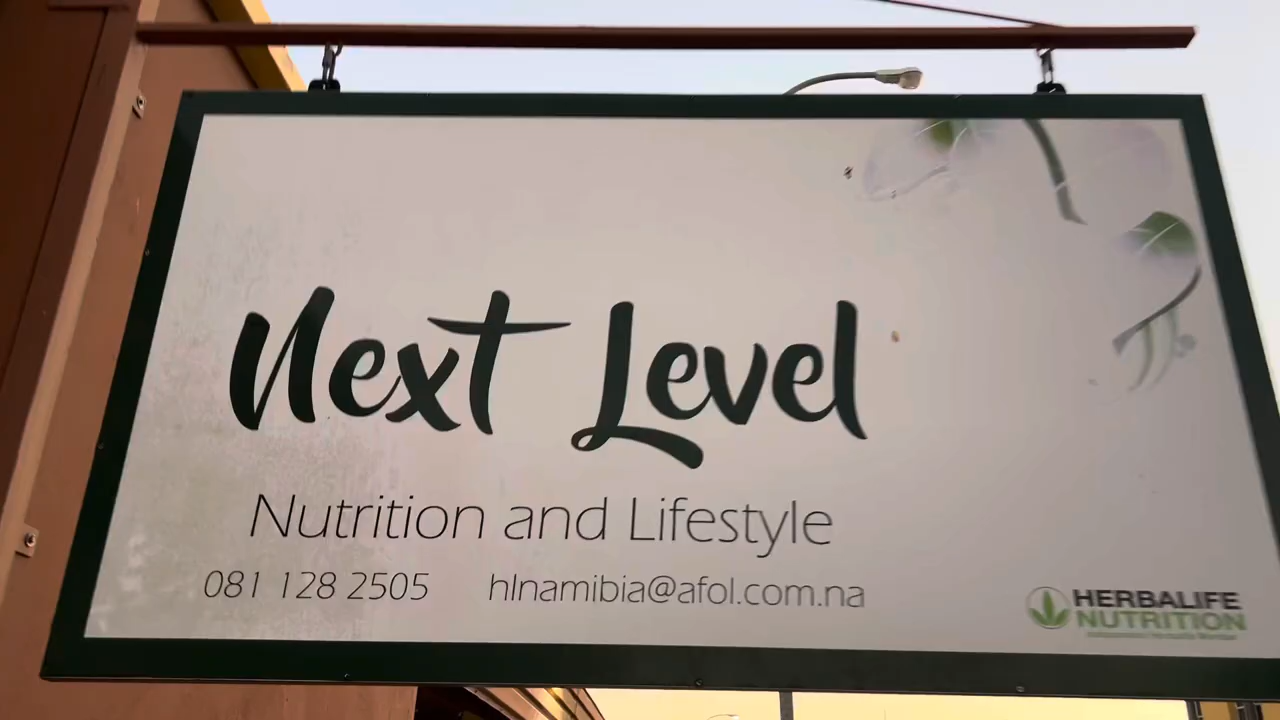 Next Level
Nutrition and Lifestyle
081 128 2505 hlnamibia@afol.com.na
HERBALIFE
NUTRITION